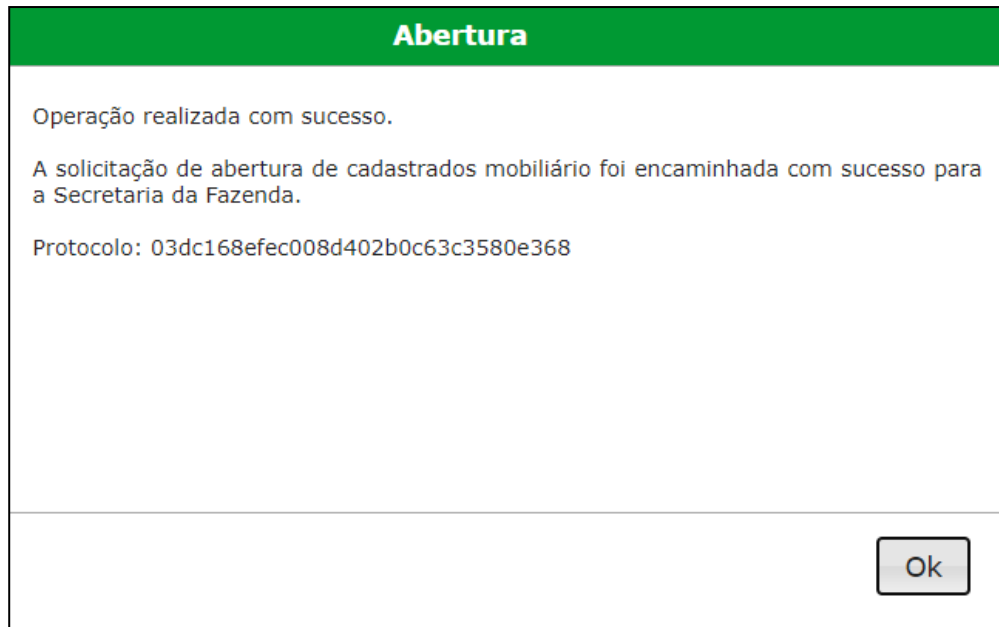 Abertura
Operação realizada com sucesso.
A solicitação de abertura de cadastrados mobiliário foi encaminhada com sucesso para
a Secretaria da Fazenda.
Protocolo: 03dc168efec008d402b0c63c3580e368
Ok